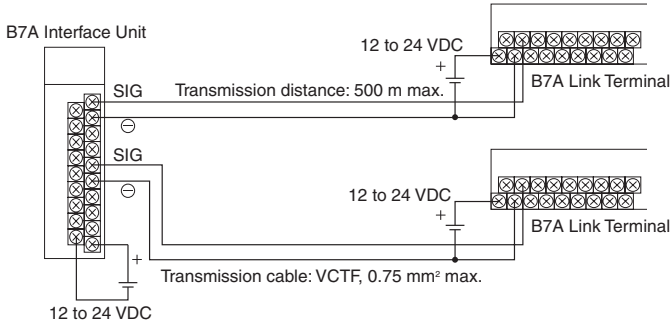 B7A Interface Unit
12 to 24 VDC
+
B7A Link Terminal
SIG
Transmission distance: 500 m max.
⊖
SIG
⊖
12 to 24 VDC
+
B7A Link Terminal
+
Transmission cable: VCTF, 0.75 mm² max.
12 to 24 VDC